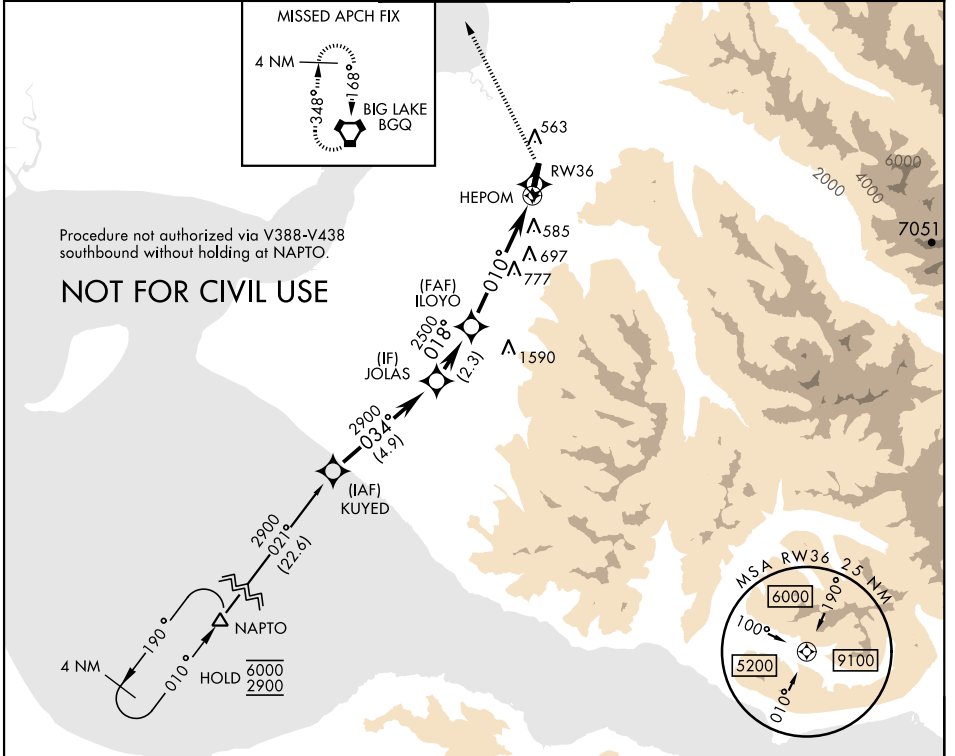 MISSED APCH FIX
4 NM
348°
168°
BIG LAKE
BGQ
563
RW36
HEPOM
585
697
777
010°
2000
4000
6000
7051
Procedure not authorized via V388-V438
southbound without holding at NAPTO.
NOT FOR CIVIL USE
(FAF)
ILOYO
2500
018°
(2.3)
(IF)
JOLAS
1590
2900
034°
(4.9)
(IAF)
KUYED
2900
021°
(22.6)
NAPTO
190°
010°
4 NM
HOLD
6000
2900
MSA RW36 25 NM
6000
190°
100°
5200
9100
010°